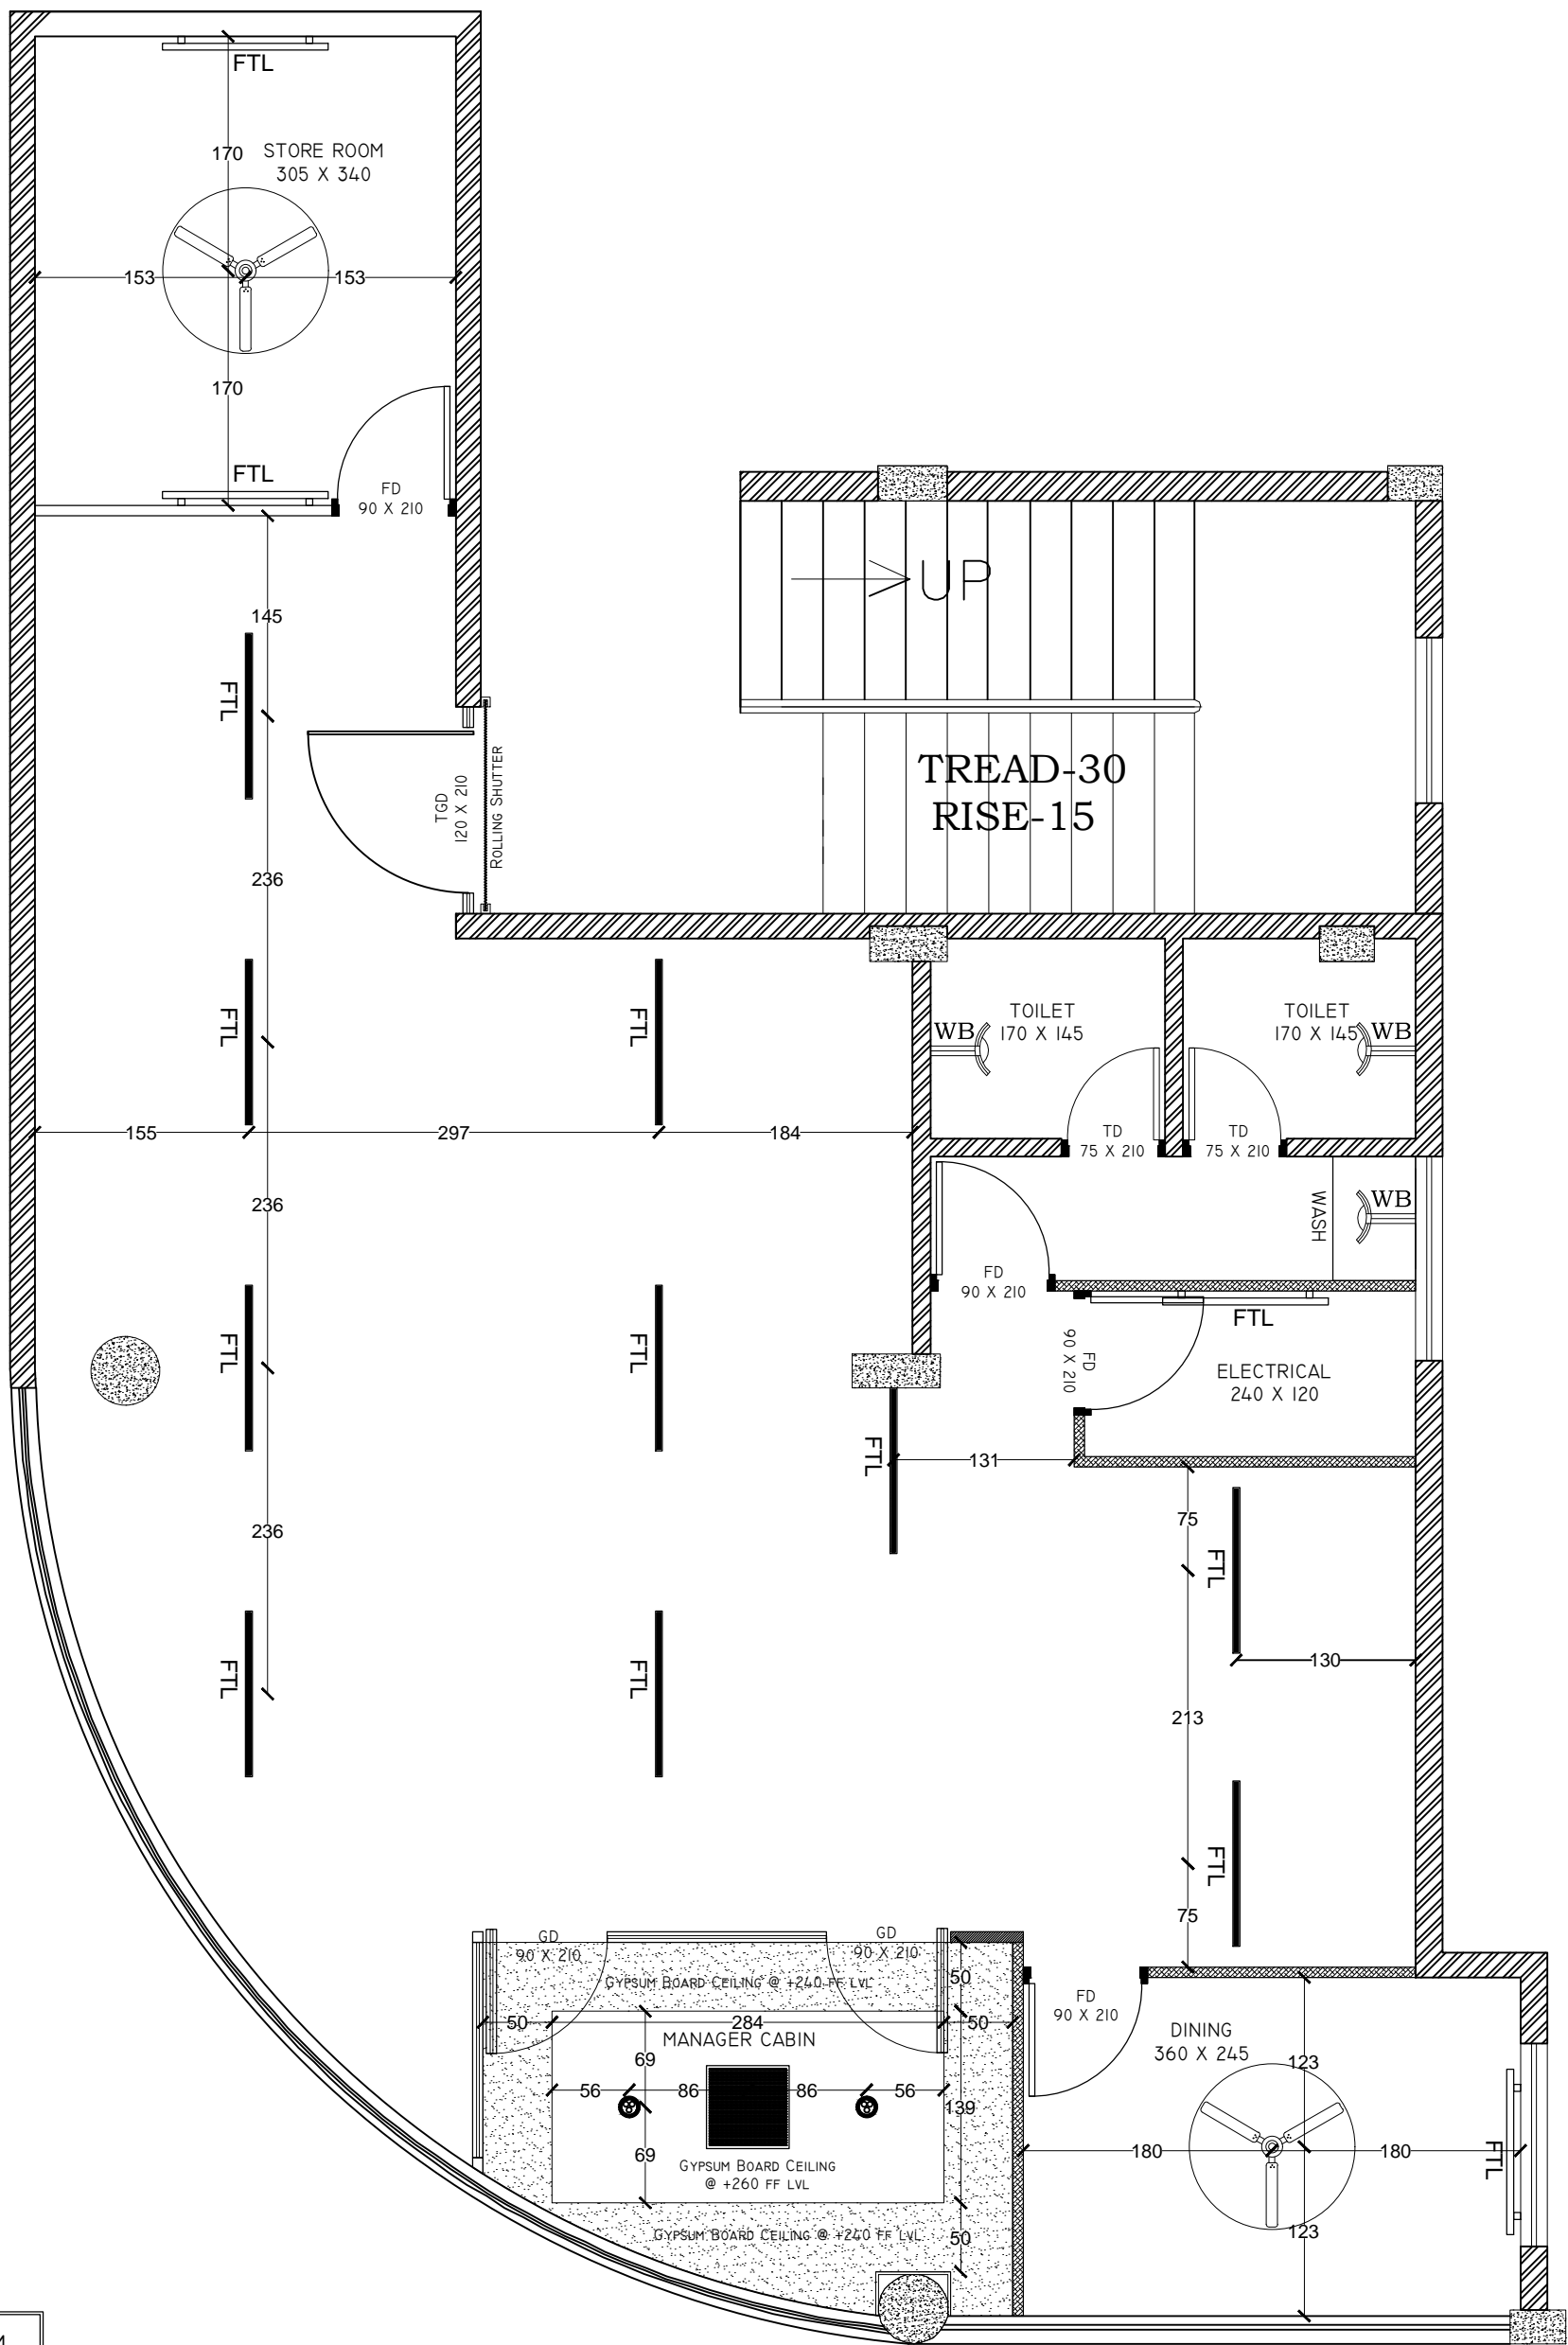 FTL
170
STORE ROOM
305 X 340
153
153
170
FTL
FD
90 X 210
UP
145
FTL
TGD
120 X 210
ROLLING SHUTTER
TREAD-30
RISE-15
236
FTL
FTL
TOILET
170 X 145
WB
TOILET
170 X 145
WB
155
297
184
TD
75 X 210
TD
75 X 210
236
WASH
WB
FD
90 X 210
FTL
FTL
FTL
FD
90 X 210
ELECTRICAL
240 X 120
FTL
131
75
236
FTL
130
FTL
FTL
213
FTL
75
GD
90 X 210
GD
90 X 210
GYPSUM BOARD CEILING @ +240 FF LVL
50
FD
90 X 210
50
284
50
MANAGER CABIN
DINING
360 X 245
69
123
56
86
86
56
139
69
180
180
FTL
GYPSUM BOARD CEILING
@ +260 FF LVL
GYPSUM BOARD CEILING @ +240 FF LVL
50
123